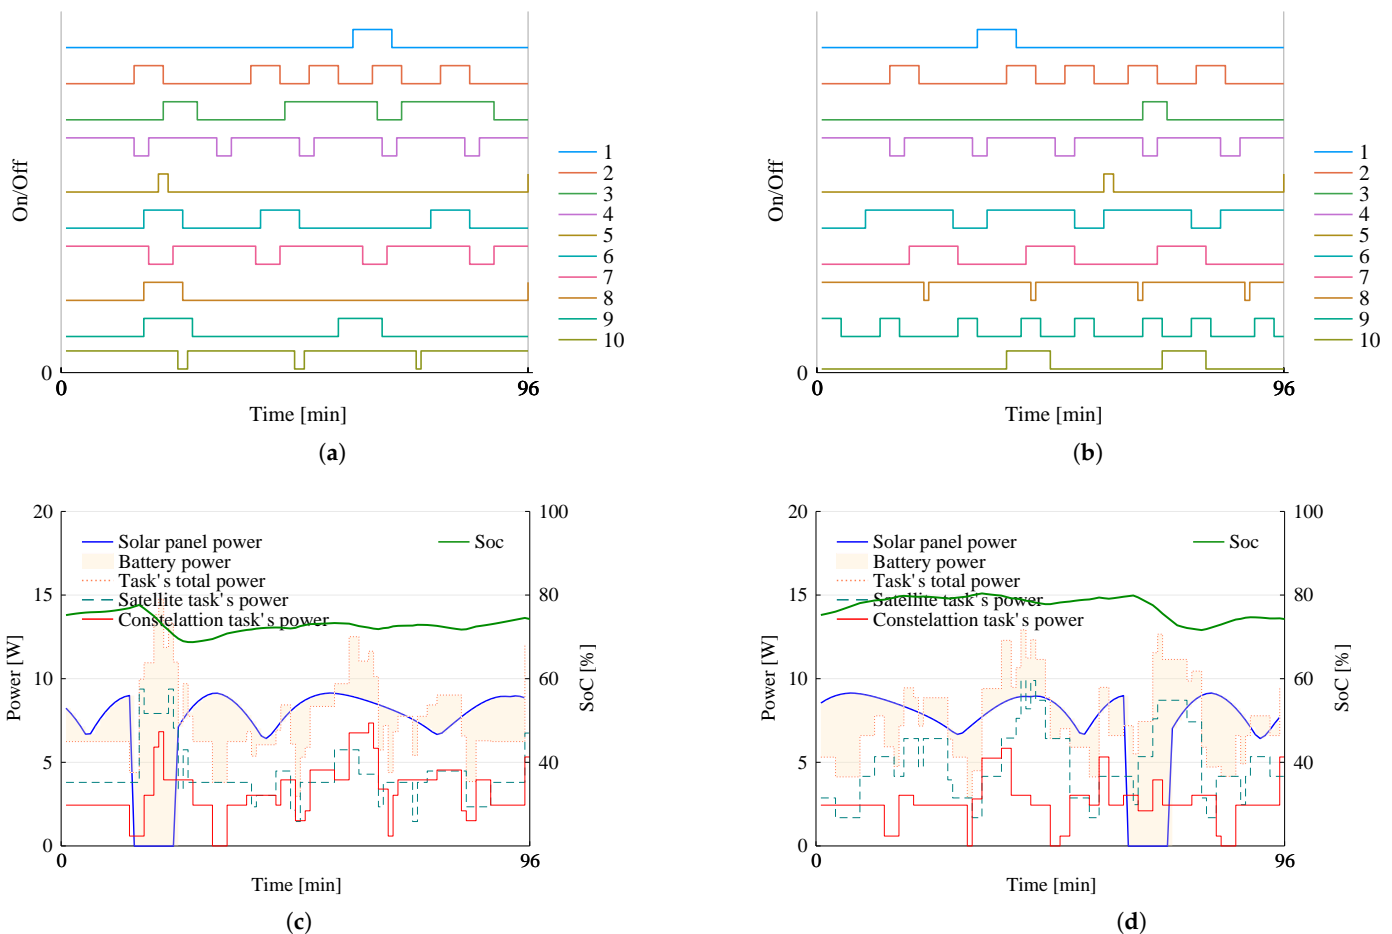 On/Off
1
2
3
4
5
6
7
8
9
10
0
0
96
Time [min]
(a)
On/Off
1
2
3
4
5
6
7
8
9
10
0
0
96
Time [min]
(b)
20
15
10
5
0
Power [W]
100
80
60
40
SoC [%]
Solar panel power
Battery power
Task's total power
Satellite task's power
Constelattion task's power
Soc
0
96
Time [min]
(c)
20
15
10
5
0
Power [W]
100
80
60
40
SoC [%]
Solar panel power
Battery power
Task's total power
Satellite task's power
Constelattion task's power
Soc
0
96
Time [min]
(d)